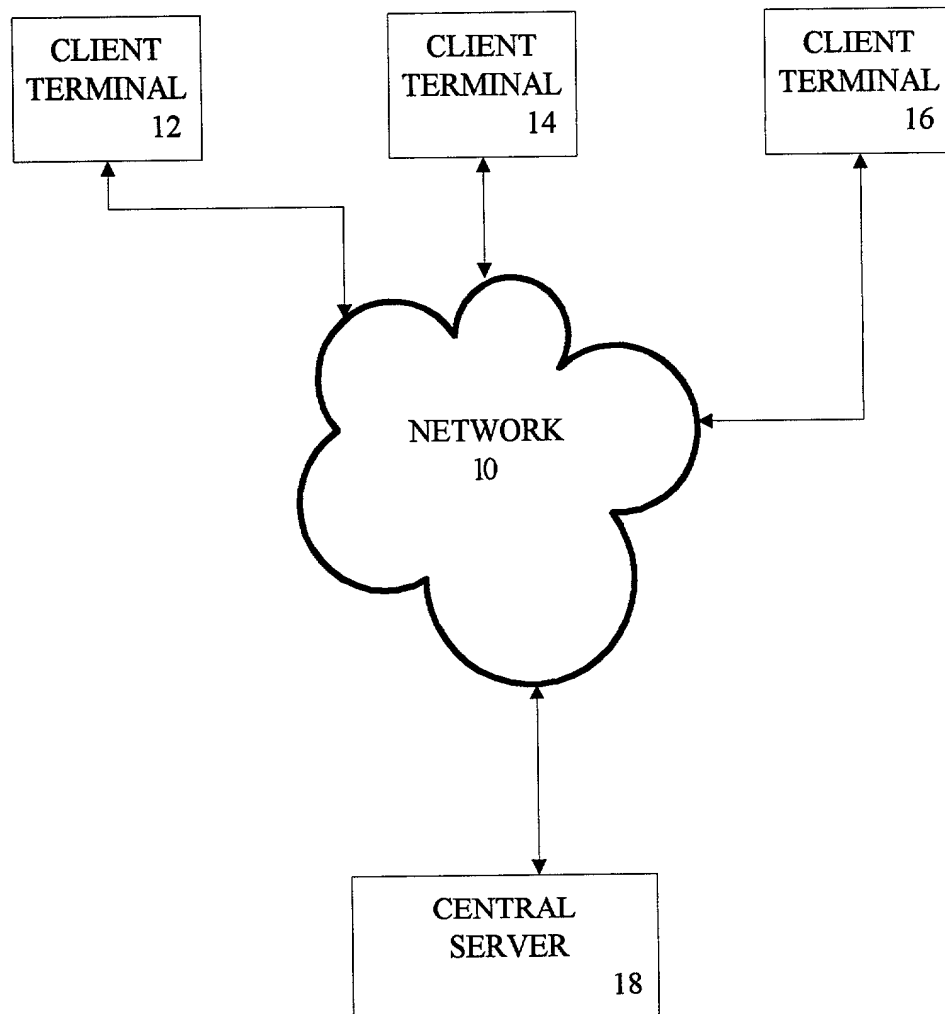 CLIENT
TERMINAL
12
CLIENT
TERMINAL
14
CLIENT
TERMINAL
16
NETWORK
10
CENTRAL
SERVER
18